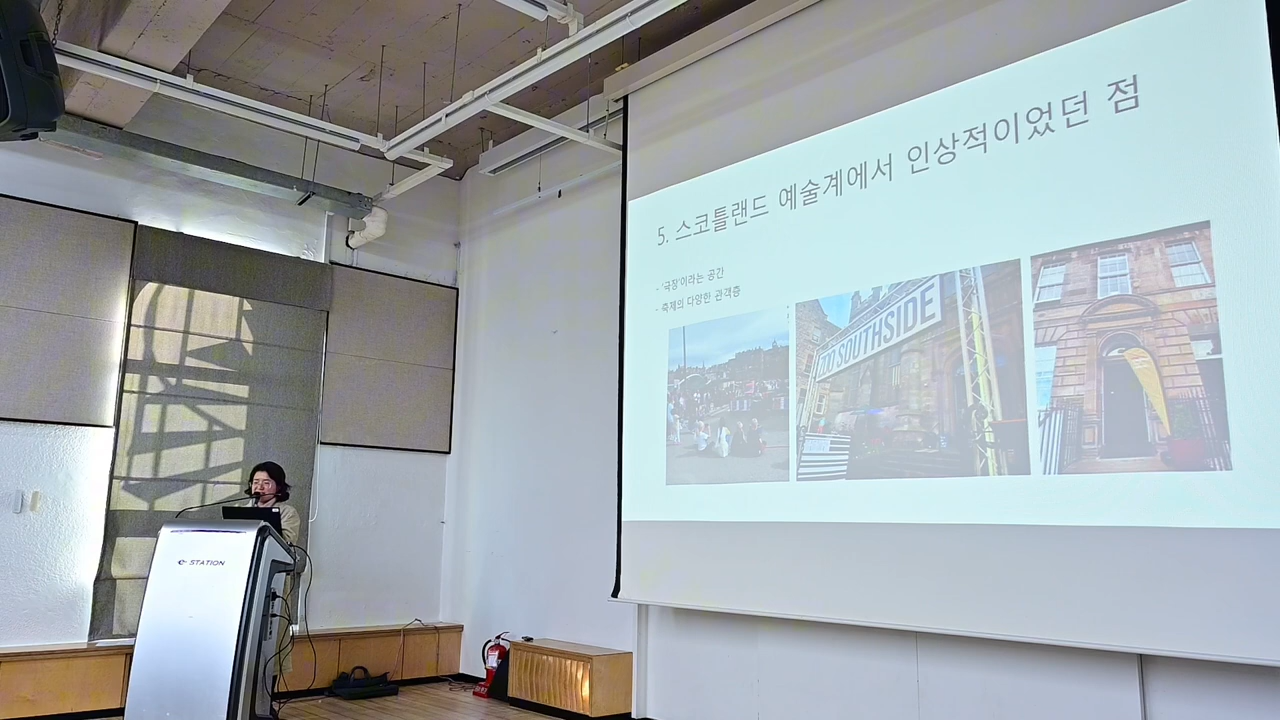 5. 스코틀랜드 예술계에서 인상적이었던 점
- '극장'이라는 공간
- 축제의 다양한 관객층
ZOO SOUTHSIDE
e-STATION